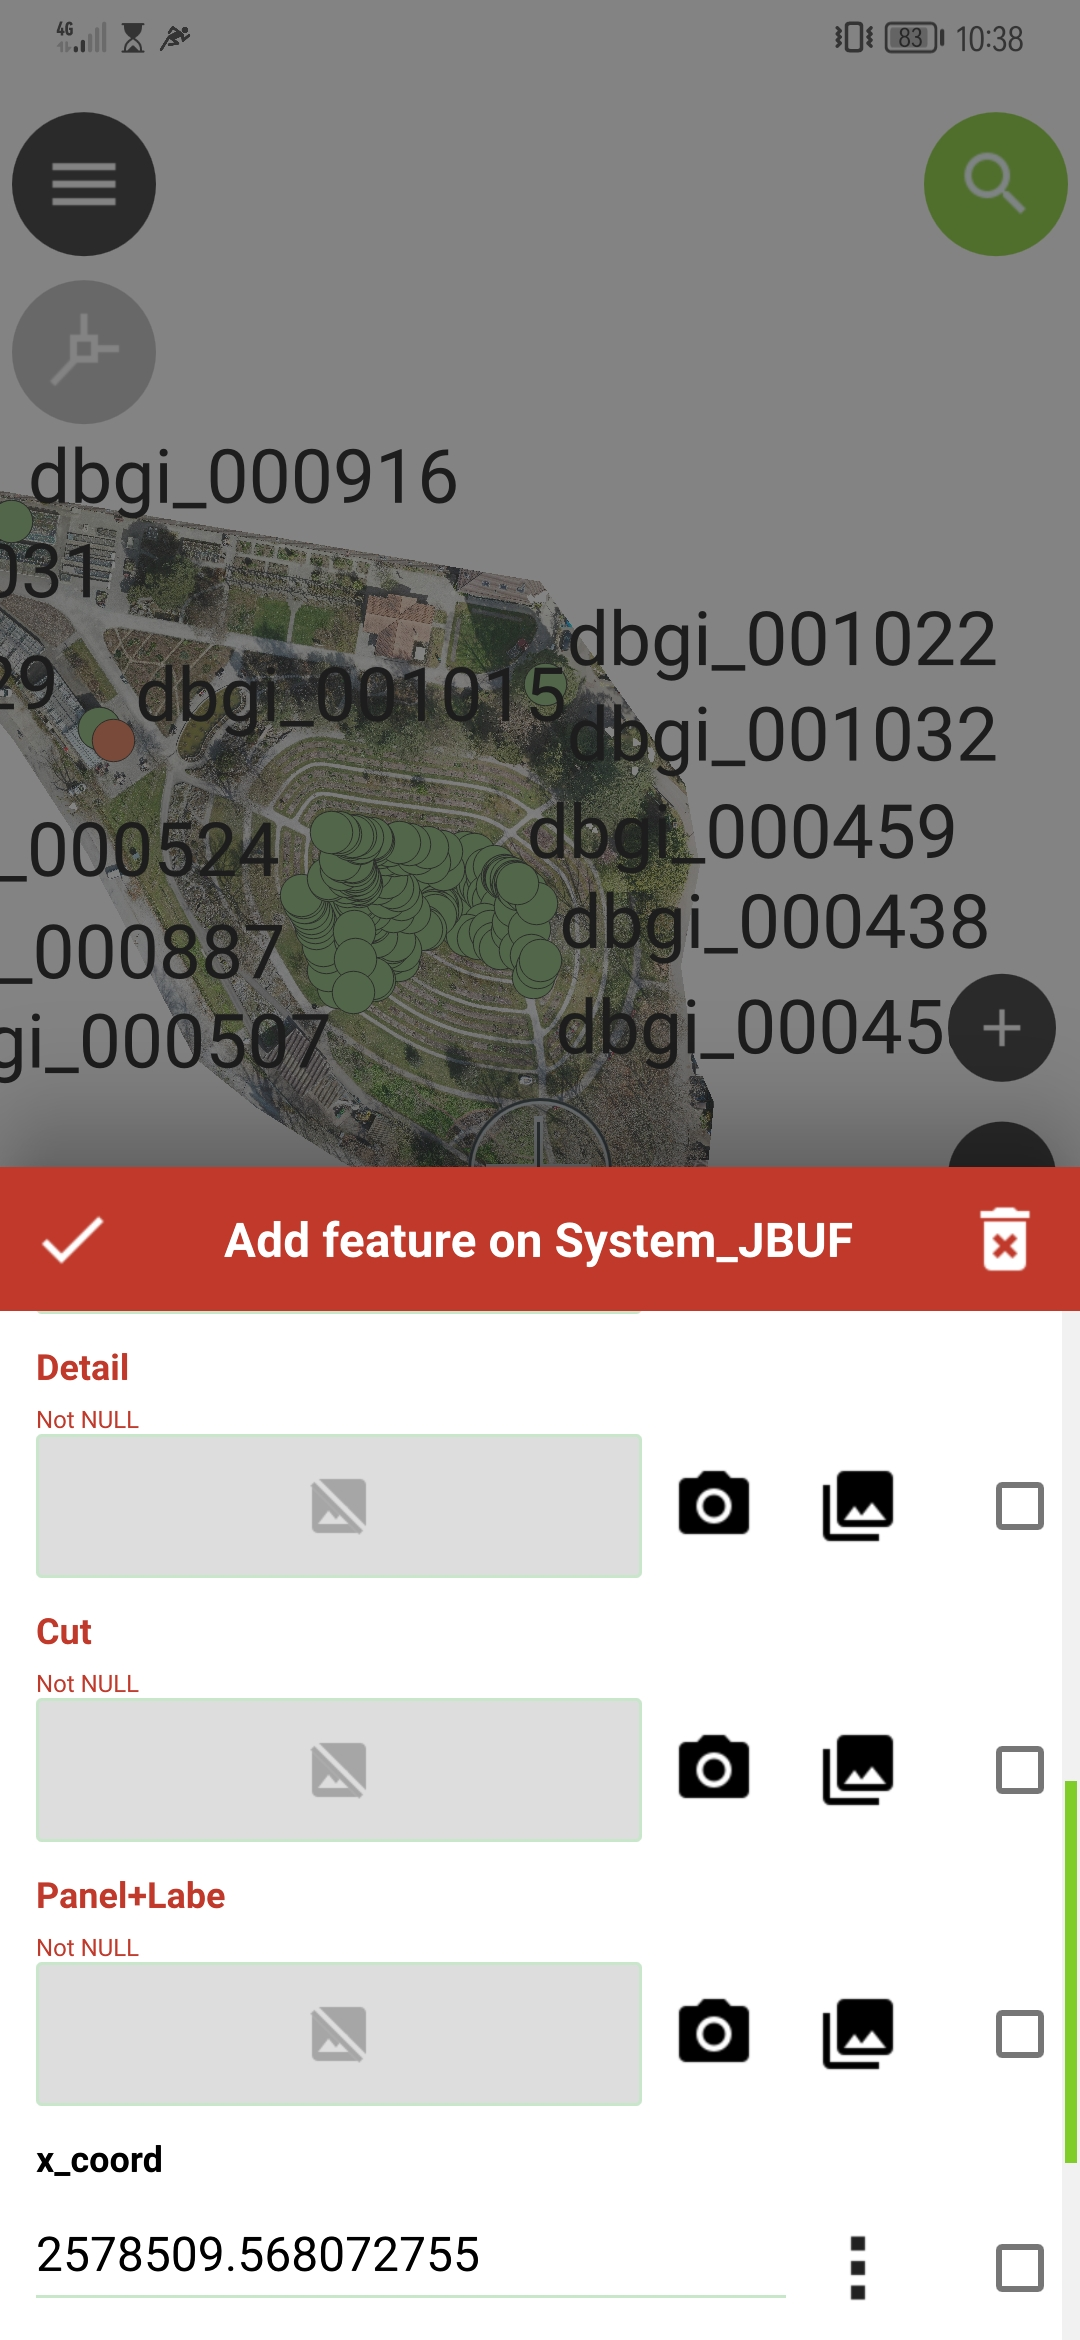 4G 83 10:38
dbgi_000916
031
29
dbgi_001015
dbgi_001022
dbgi_001032
_000524
dbgi_000459
_000887
dbgi_000438
gi_000507
dbgi_00045
Add feature on System_JBUF
Detail
Not NULL
Cut
Not NULL
Panel+Labe
Not NULL
x_coord
2578509.568072755